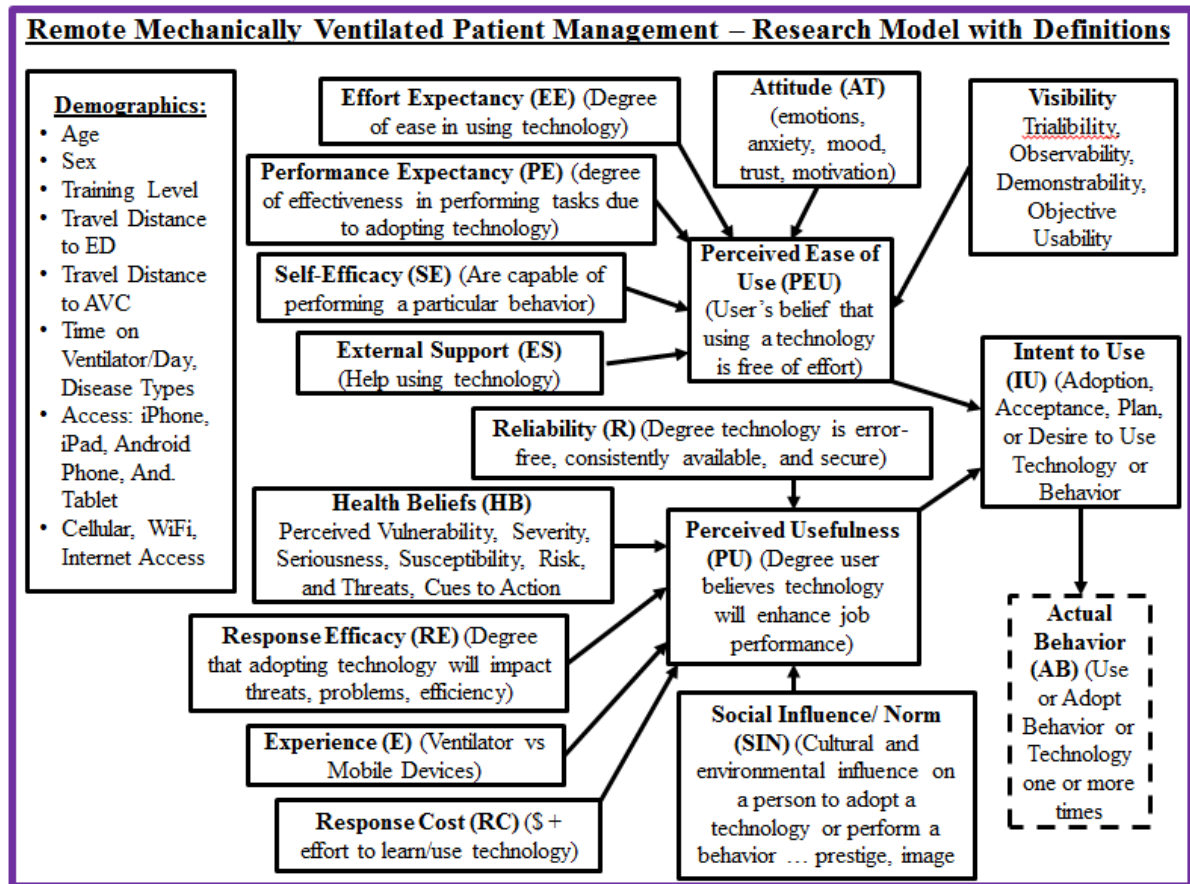 Remote Mechanically Ventilated Patient Management – Research Model with Definitions
Demographics:
• Age
• Sex
• Training Level
• Travel Distance
to ED
• Travel Distance
to AVC
• Time on
Ventilator/Day,
Disease Types
• Access: iPhone,
iPad, Android
Phone, And.
Tablet
• Cellular, WiFi,
Internet Access
Effort Expectancy (EE) (Degree
of ease in using technology)
Performance Expectancy (PE) (degree
of effectiveness in performing tasks due
to adopting technology)
Self-Efficacy (SE) (Are capable of
performing a particular behavior)
External Support (ES)
(Help using technology)
Attitude (AT)
(emotions,
anxiety, mood,
trust, motivation)
Visibility
Trialibility,
Observability,
Demonstrability,
Objective
Usability
Perceived Ease of
Use (PEU)
(User's belief that
using a technology
is free of effort)
Reliability (R) (Degree technology is error-
free, consistently available, and secure)
Health Beliefs (HB)
Perceived Vulnerability, Severity,
Seriousness, Susceptibility, Risk,
and Threats, Cues to Action
Response Efficacy (RE) (Degree
that adopting technology will impact
threats, problems, efficiency)
Experience (E) (Ventilator vs
Mobile Devices)
Response Cost (RC) ($ +
effort to learn/use technology)
Perceived Usefulness
(PU) (Degree user
believes technology
will enhance job
performance)
Social Influence/ Norm
(SIN) (Cultural and
environmental influence on
a person to adopt a
technology or perform a
behavior … prestige, image
Intent to Use
(IU) (Adoption,
Acceptance, Plan,
or Desire to Use
Technology or
Behavior
Actual
Behavior
(AB) (Use
or Adopt
Behavior or
Technology
one or more
times